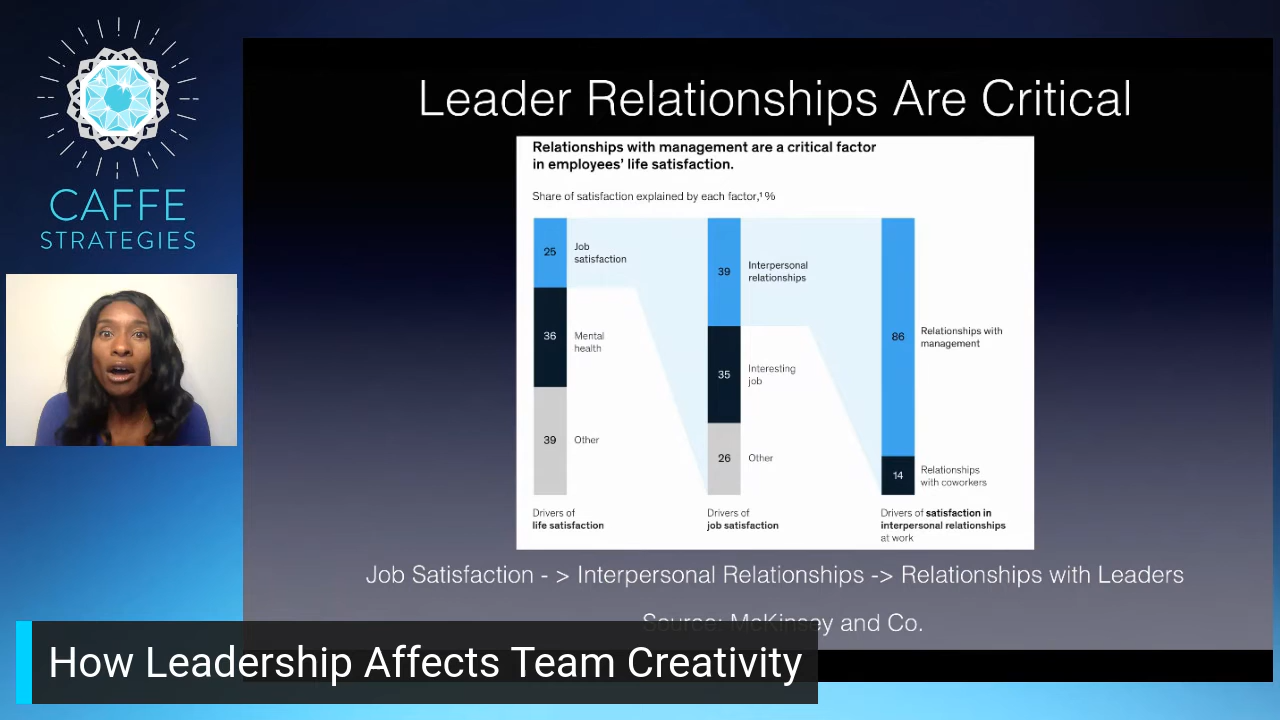 CAFFE
STRATEGIES
Leader Relationships Are Critical
Relationships with management are a critical factor
in employees’ life satisfaction.
Share of satisfaction explained by each factor,¹ %
25
Job
satisfaction
36
Mental
health
39
Other
Drivers of
life satisfaction
39
Interpersonal
relationships
35
Interesting
job
26
Other
Drivers of
job satisfaction
86
Relationships with
management
14
Relationships
with coworkers
Drivers of satisfaction in
interpersonal relationships
at work
Job Satisfaction - > Interpersonal Relationships -> Relationships with Leaders
Source: McKinsey and Co.
How Leadership Affects Team Creativity